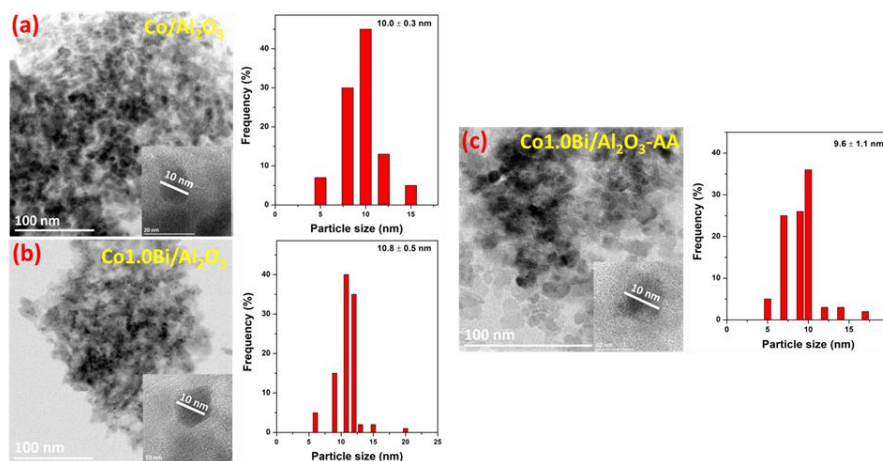 (a)
Co/Al₂O₃
10 nm
20 nm
100 nm
10.0 ± 0.3 nm
Frequency (%)
40
30
20
10
0
0 5 10 15
Particle size (nm)
(b)
Co1.0Bi/Al₂O₃
10 nm
100 nm
10.8 ± 0.5 nm
Frequency (%)
40
30
20
10
0
0 5 10 15 20 25
Particle size (nm)
(c)
Co1.0Bi/Al₂O₃-AA
10 nm
100 nm
9.6 ± 1.1 nm
Frequency (%)
40
30
20
10
0
0 5 10 15
Particle size (nm)